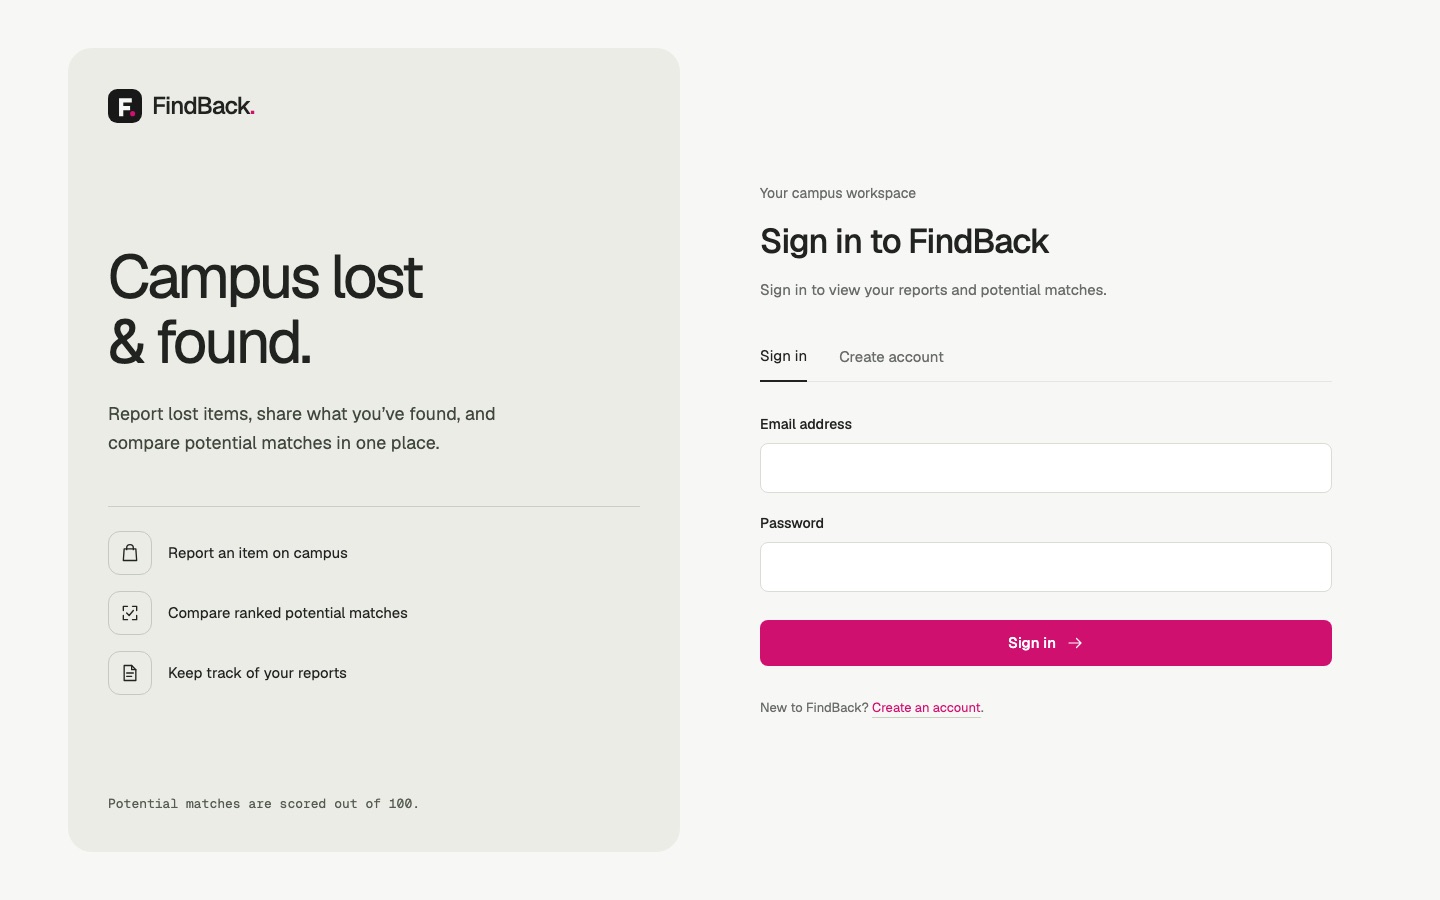 FindBack.
Campus lost
& found.
Report lost items, share what you’ve found, and
compare potential matches in one place.
Report an item on campus
Compare ranked potential matches
Keep track of your reports
Potential matches are scored out of 100.
Your campus workspace
Sign in to FindBack
Sign in to view your reports and potential matches.
Sign in
Create account
Email address
Password
Sign in →
New to FindBack? Create an account.